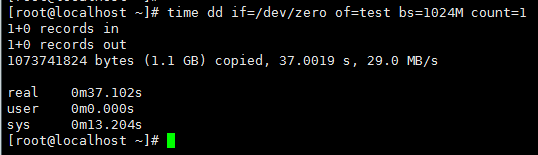 [root@localhost ~]# time dd if=/dev/zero of=test bs=1024M count=1
1+0 records in
1+0 records out
1073741824 bytes (1.1 GB) copied, 37.0019 s, 29.0 MB/s
real 0m37.102s
user 0m0.000s
sys 0m13.204s
[root@localhost ~]#